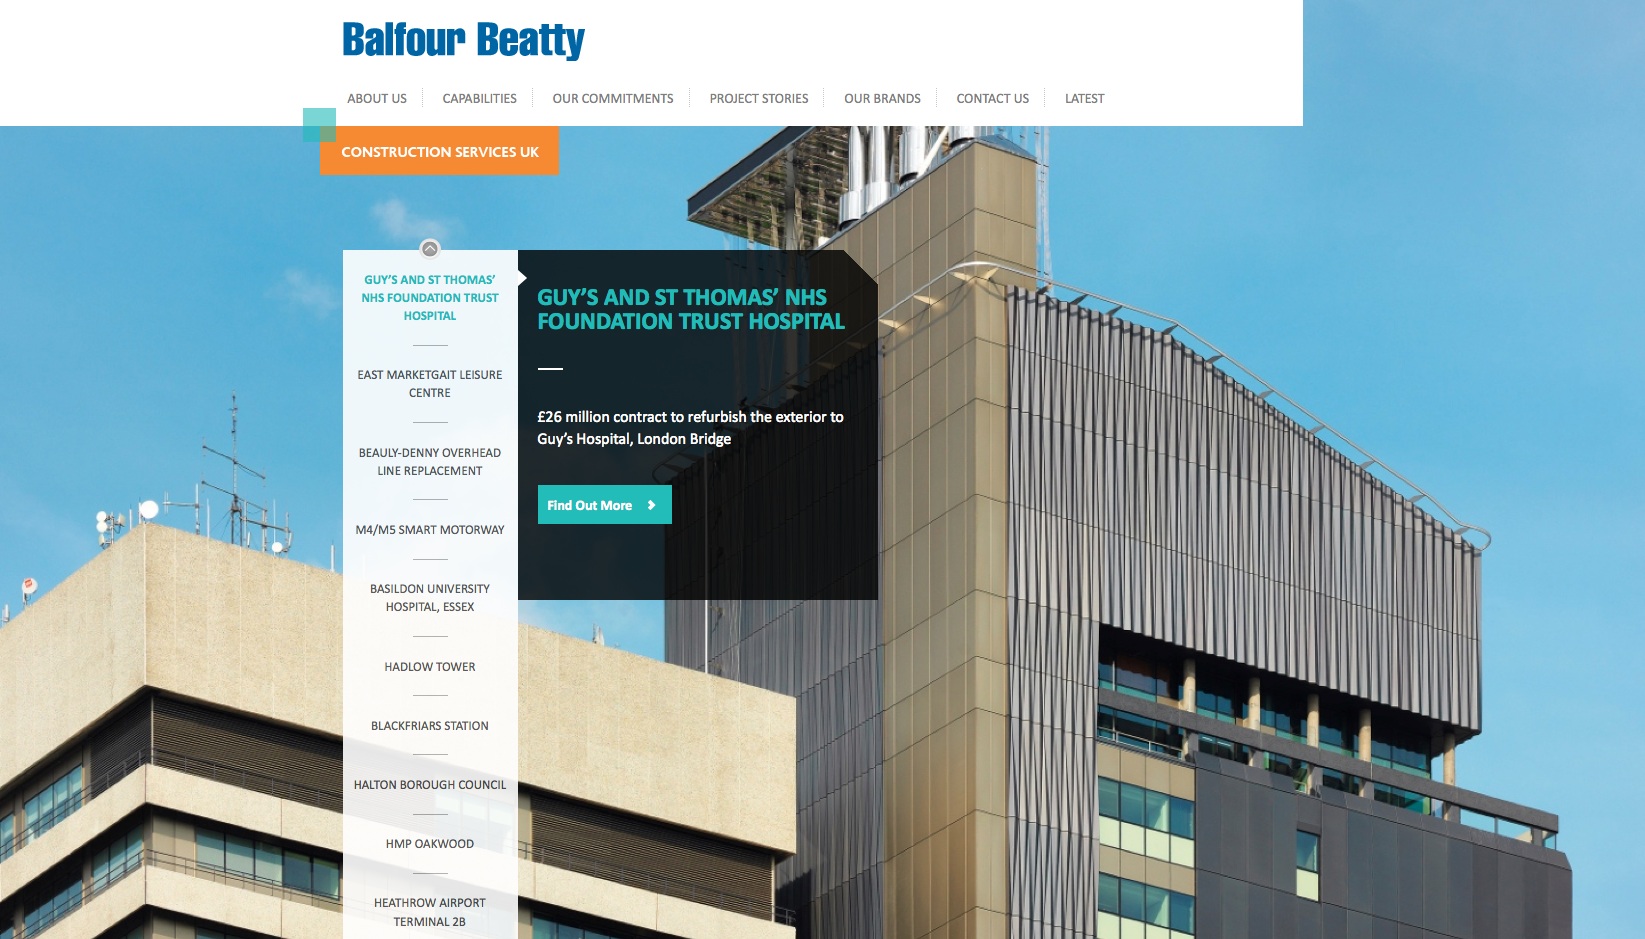 Balfour Beatty
ABOUT US
CAPABILITIES
OUR COMMITMENTS
PROJECT STORIES
OUR BRANDS
CONTACT US
LATEST
CONSTRUCTION SERVICES UK
GUY’S AND ST THOMAS’
NHS FOUNDATION TRUST
HOSPITAL
EAST MARKETGAIT LEISURE
CENTRE
BEAULY-DENNY OVERHEAD
LINE REPLACEMENT
M4/M5 SMART MOTORWAY
BASILDON UNIVERSITY
HOSPITAL, ESSEX
HADLOW TOWER
BLACKFRIARS STATION
HALTON BOROUGH COUNCIL
HMP OAKWOOD
HEATHROW AIRPORT
TERMINAL 2B
GUY’S AND ST THOMAS’ NHS
FOUNDATION TRUST HOSPITAL
£26 million contract to refurbish the exterior to
Guy’s Hospital, London Bridge
Find Out More